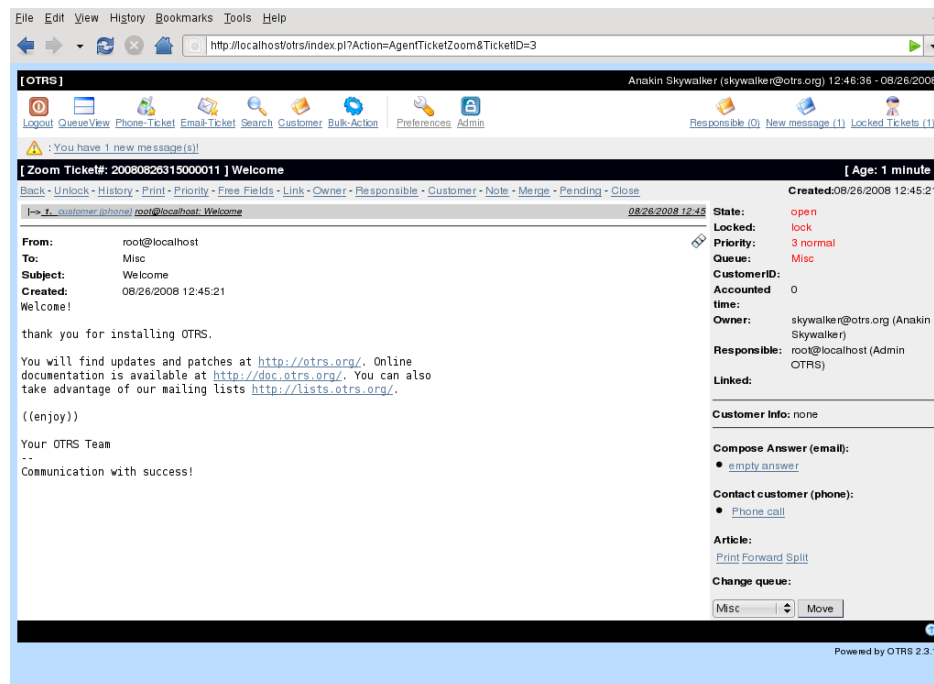 File Edit View History Bookmarks Tools Help
http://localhost/otrs/index.pl?Action=AgentTicketZoom&TicketID=3
[ OTRS ] Anakin Skywalker (skywalker@otrs.org) 12:46:36 - 08/26/2008
Logout QueueView Phone-Ticket Email-Ticket Search Customer Bulk-Action Preferences Admin Responsible (0) New message (1) Locked Tickets (1)
: You have 1 new message(s)!
[ Zoom Ticket#: 20080826315000011 ] Welcome [ Age: 1 minute
Back - Unlock - History - Print - Priority - Free Fields - Link - Owner - Responsible - Customer - Note - Merge - Pending - Close Created:08/26/2008 12:45:21
|--> 1. customer (phone) root@localhost: Welcome 08/26/2008 12:45
From: root@localhost
To: Misc
Subject: Welcome
Created: 08/26/2008 12:45:21
Welcome!
thank you for installing OTRS.
You will find updates and patches at http://otrs.org/. Online
documentation is available at http://doc.otrs.org/. You can also
take advantage of our mailing lists http://lists.otrs.org/.
((enjoy))
Your OTRS Team
--
Communication with success!
State: open
Locked: lock
Priority: 3 normal
Queue: Misc
CustomerID:
Accounted 0
time:
Owner: skywalker@otrs.org (Anakin
Skywalker)
Responsible: root@localhost (Admin
OTRS)
Linked:
Customer Info: none
Compose Answer (email):
empty answer
Contact customer (phone):
Phone call
Article:
Print Forward Split
Change queue:
Misc Move
Powered by OTRS 2.3.